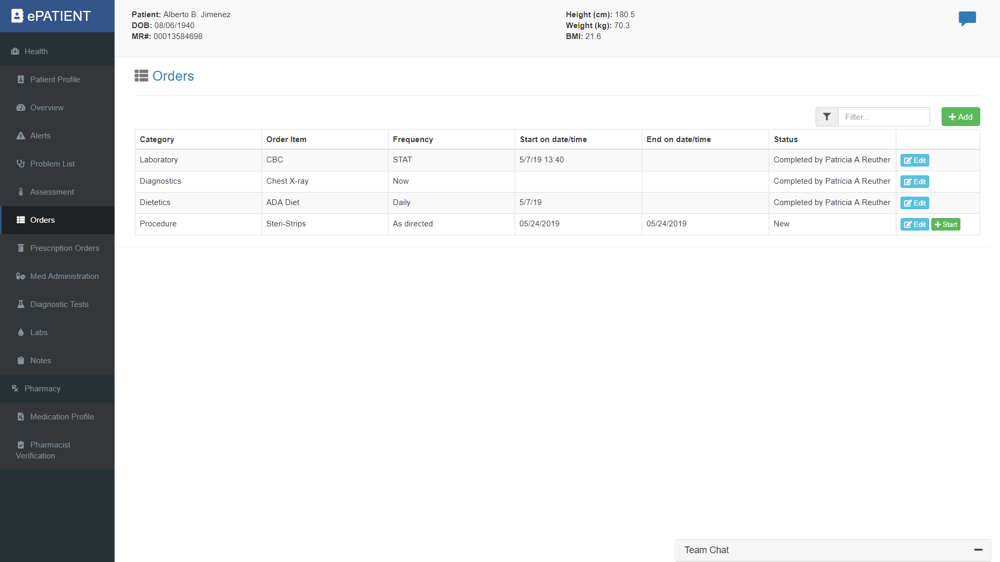 ePATIENT
Health
Patient Profile
Overview
Alerts
Problem List
Assessment
Orders
Prescription Orders
Med Administration
Diagnostic Tests
Labs
Notes
Pharmacy
Medication Profile
Pharmacist
Verification
Patient: Alberto B. Jimenez
DOB: 08/06/1940
MR#: 00013584698
Height (cm): 180.5
Weight (kg): 70.3
BMI: 21.6
Orders
Filter... Add
Category Order Item Frequency Start on date/time End on date/time Status
Laboratory CBC STAT 5/7/19 13:40 Completed by Patricia A Reuther Edit
Diagnostics Chest X-ray Now Completed by Patricia A Reuther Edit
Dietetics ADA Diet Daily 5/7/19 Completed by Patricia A Reuther Edit
Procedure Steri-Strips As directed 05/24/2019 05/24/2019 New Edit Start
Team Chat